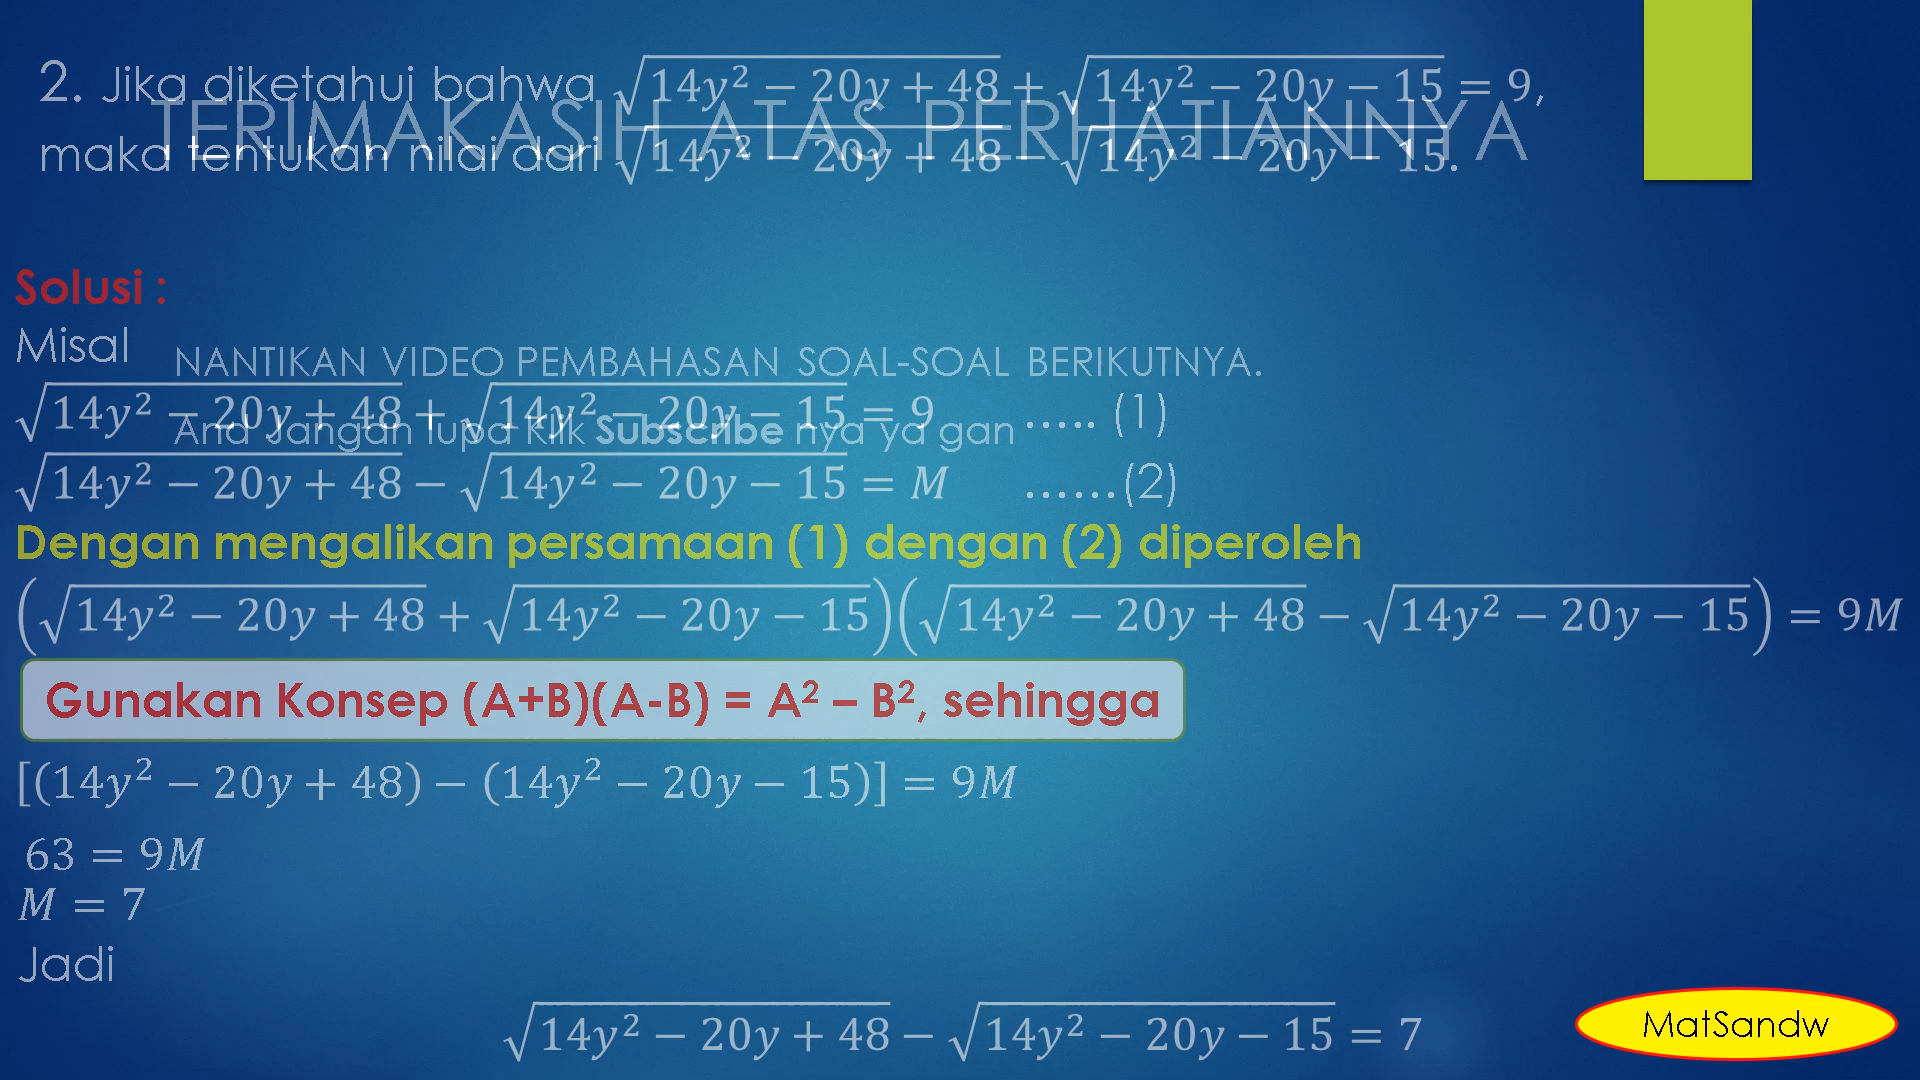 2. Jika diketahui bahwa √(14y² − 20y + 48) + √(14y² − 20y − 15) = 9,
maka tentukan nilai dari √(14y² − 20y + 48) − √(14y² − 20y − 15).
TERIMAKASIH ATAS PERHATIANNYA
Solusi :
Misal
NANTIKAN VIDEO PEMBAHASAN SOAL-SOAL BERIKUTNYA.
√(14y² − 20y + 48) + √(14y² − 20y − 15) = 9 ..... (1)
And Jangan lupa klik Subscribe nya ya gan
√(14y² − 20y + 48) − √(14y² − 20y − 15) = M ......(2)
Dengan mengalikan persamaan (1) dengan (2) diperoleh
(√(14y² − 20y + 48) + √(14y² − 20y − 15))(√(14y² − 20y + 48) − √(14y² − 20y − 15)) = 9M
Gunakan Konsep (A+B)(A-B) = A² – B², sehingga
[(14y² − 20y + 48) − (14y² − 20y − 15)] = 9M
63 = 9M
M = 7
Jadi
√(14y² − 20y + 48) − √(14y² − 20y − 15) = 7
MatSandw